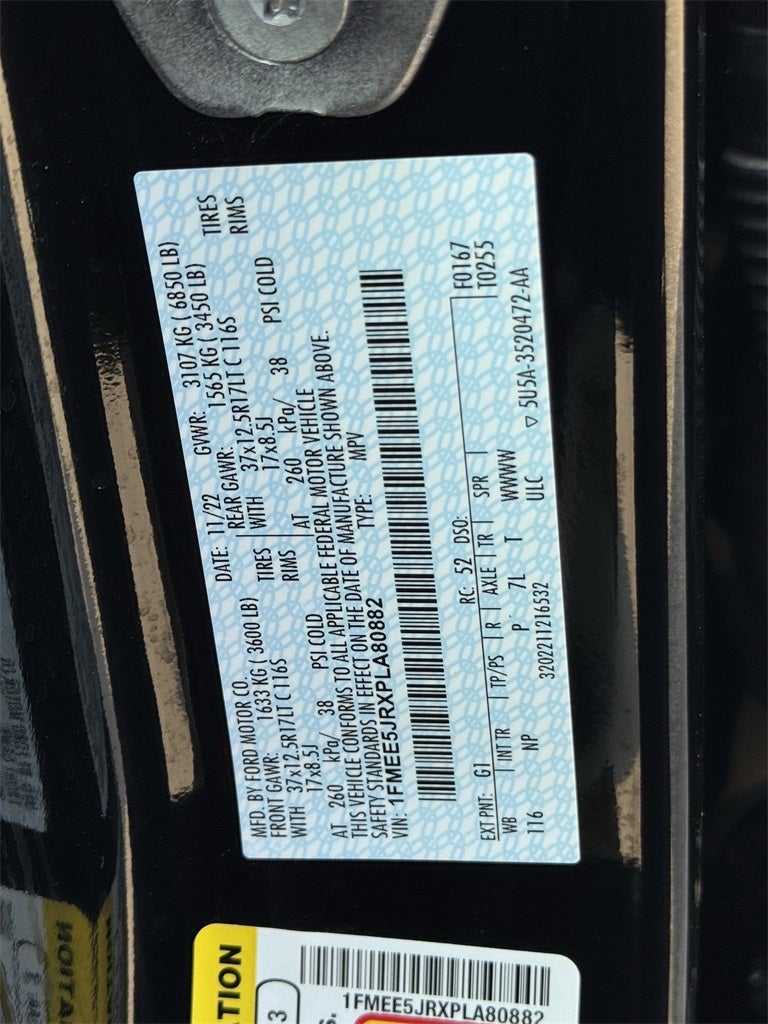 MFD. BY FORD MOTOR CO. DATE: 11/22 GVWR: 3107 KG ( 6850 LB)
FRONT GAWR: 1633 KG ( 3600 LB) REAR GAWR: 1565 KG ( 3450 LB)
WITH 37x12.5R17LT C 116S TIRES WITH 37x12.5R17LT C 116S TIRES
17x8.5J RIMS 17x8.5J RIMS
AT 260 kPa/ 38 PSI COLD AT 260 kPa/ 38 PSI COLD
THIS VEHICLE CONFORMS TO ALL APPLICABLE FEDERAL MOTOR VEHICLE
SAFETY STANDARDS IN EFFECT ON THE DATE OF MANUFACTURE SHOWN ABOVE.
VIN: 1FMEE5JRXPLA80882 TYPE: MPV
EXT PNT: G1 RC: 52 DSO: F0167
WB INT TR TP/PS R AXLE TR SPR T0255
116 NP P 7L T WWWW
3202211216532 ULC ▽ 5U5A-3520472-AA
ATION
3
S.
1FMEE5JRXPLA80882